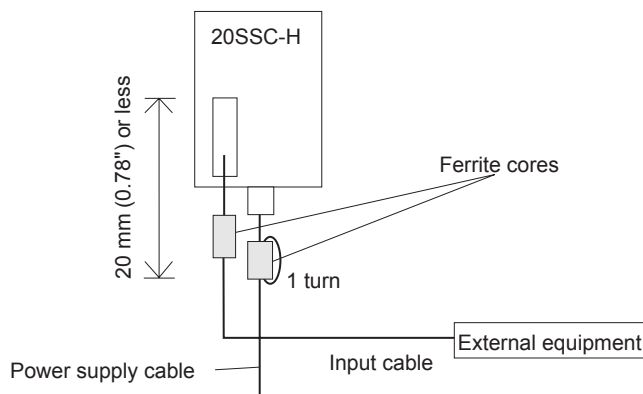 20SSC-H
20 mm (0.78") or less
Ferrite cores
1 turn
External equipment
Input cable
Power supply cable